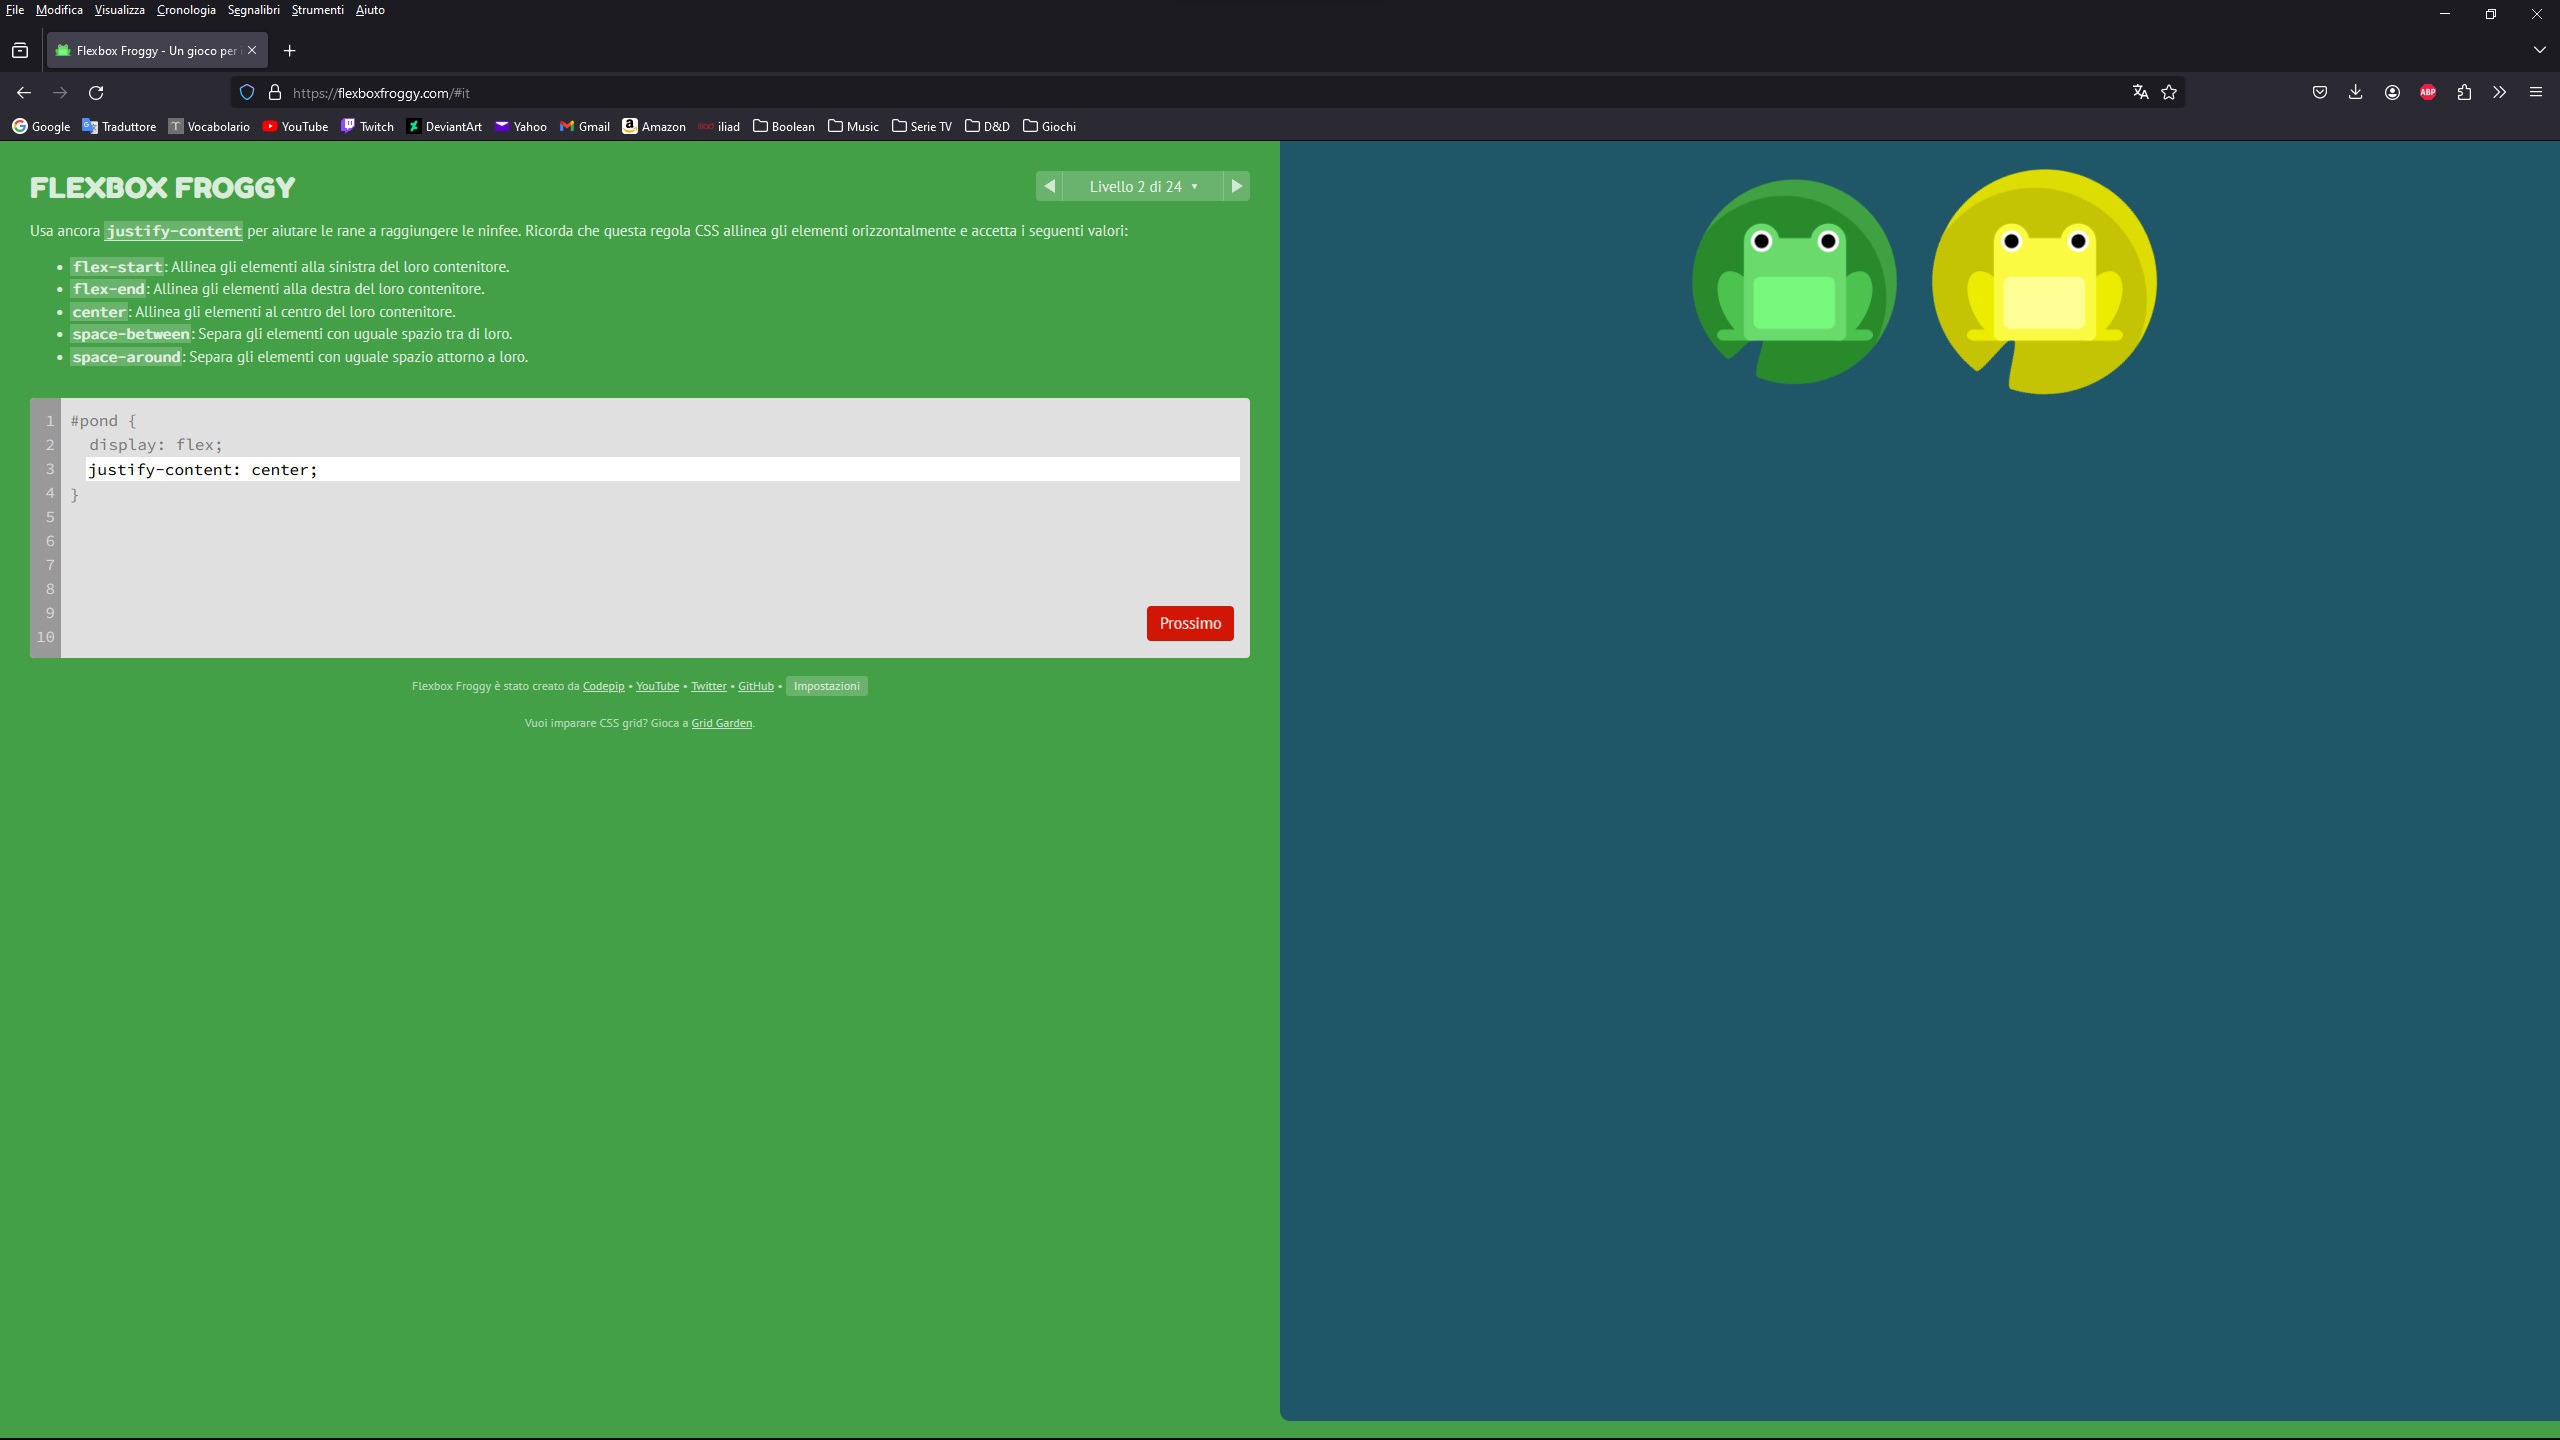 File Modifica Visualizza Cronologia Segnalibri Strumenti Aiuto
Flexbox Froggy - Un gioco per i
https://flexboxfroggy.com/#it
ABP
Google Traduttore T Vocabolario YouTube Twitch DeviantArt Yahoo Gmail Amazon iliad iliad Boolean Music Serie TV D&D Giochi
FLEXBOX FROGGY
Livello 2 di 24 ▾
Usa ancora justify-content per aiutare le rane a raggiungere le ninfee. Ricorda che questa regola CSS allinea gli elementi orizzontalmente e accetta i seguenti valori:
• flex-start: Allinea gli elementi alla sinistra del loro contenitore.
• flex-end: Allinea gli elementi alla destra del loro contenitore.
• center: Allinea gli elementi al centro del loro contenitore.
• space-between: Separa gli elementi con uguale spazio tra di loro.
• space-around: Separa gli elementi con uguale spazio attorno a loro.
1 #pond {
2 display: flex;
3 justify-content: center;
4 }
5
6
7
8
9
10
Prossimo
Flexbox Froggy è stato creato da Codepip • YouTube • Twitter • GitHub • Impostazioni
Vuoi imparare CSS grid? Gioca a Grid Garden.